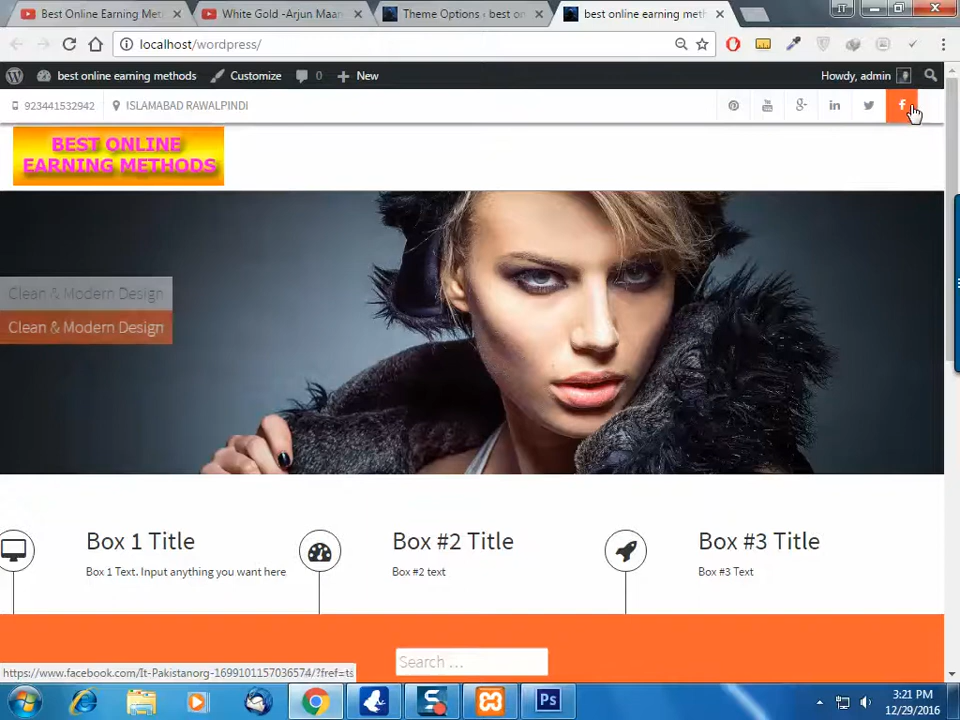 Best Online Earning Met
White Gold -Arjun Maan
Theme Options ‹ best on
best online earning meth
IT
localhost/wordpress/
best online earning methods
Customize
0
New
Howdy, admin
923441532942
ISLAMABAD RAWALPINDI
BEST ONLINE
EARNING METHODS
Clean & Modern Design
Clean & Modern Design
Box 1 Title
Box #2 Title
Box #3 Title
Box 1 Text. Input anything you want here
Box #2 text
Box #3 Text
Search …
https://www.facebook.com/It-Pakistanorg-1699101157036574/?fref=ts
3:21 PM
12/29/2016